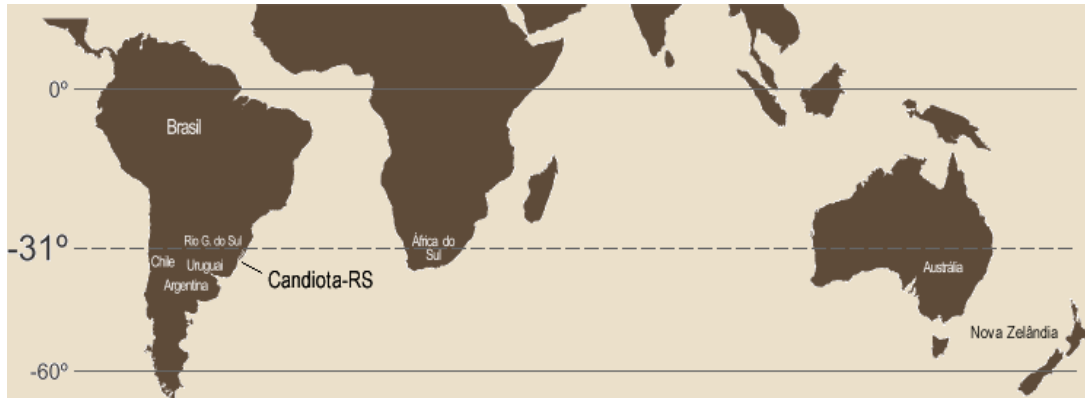 0º
Brasil
-31º
Rio G. do Sul
África do
Sul
Chile
Uruguai
Austrália
Candiota-RS
Argentina
Nova Zelândia
-60º